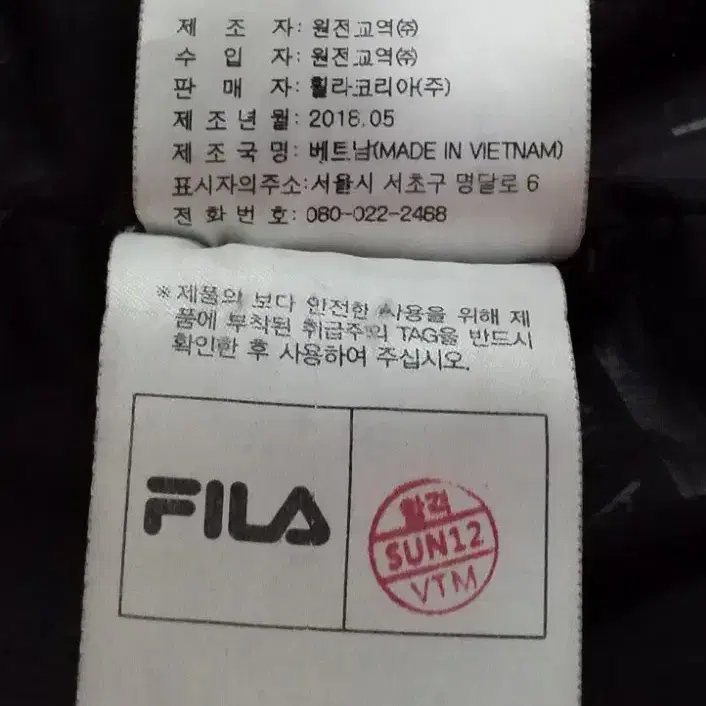 제 조 자: 원전교역㈜
수 입 자: 원전교역㈜
판 매 자: 휠라코리아(주)
제 조 년 월: 2018.05
제 조 국 명: 베트남(MADE IN VIETNAM)
표시자의주소:서울시 서초구 명달로 6
전 화 번 호: 080-022-2468
※ 제품의 보다 안전한 사용을 위해 제
품에 부착된 취급주의 TAG을 반드시
확인한 후 사용하여 주십시오.
FILA
합격
SUN12
VTM